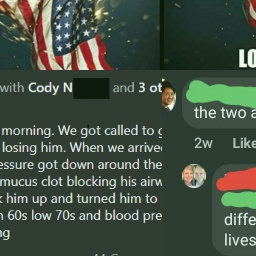 LO
with Cody N and 3 ot
morning. We got called to
losing him. When we arrive
essure got down around the
mucus clot blocking his airw
him up and turned him to
60s low 70s and blood pre
ng
the two a
2w Like
diffe
lives